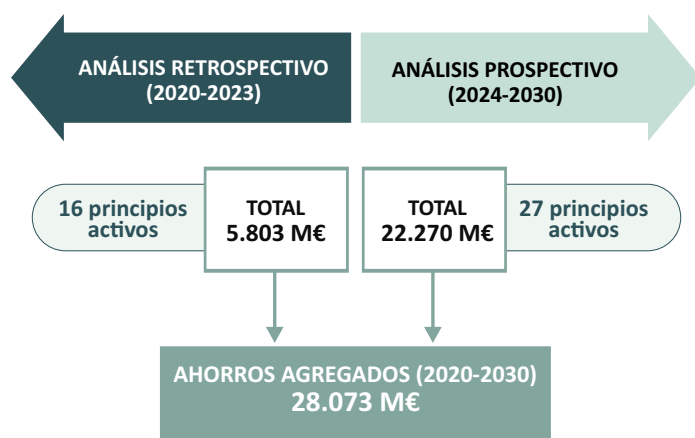 ANÁLISIS RETROSPECTIVO
(2020-2023)
ANÁLISIS PROSPECTIVO
(2024-2030)
16 principios
activos
TOTAL
5.803 M€
TOTAL
22.270 M€
27 principios
activos
AHORROS AGREGADOS (2020-2030)
28.073 M€